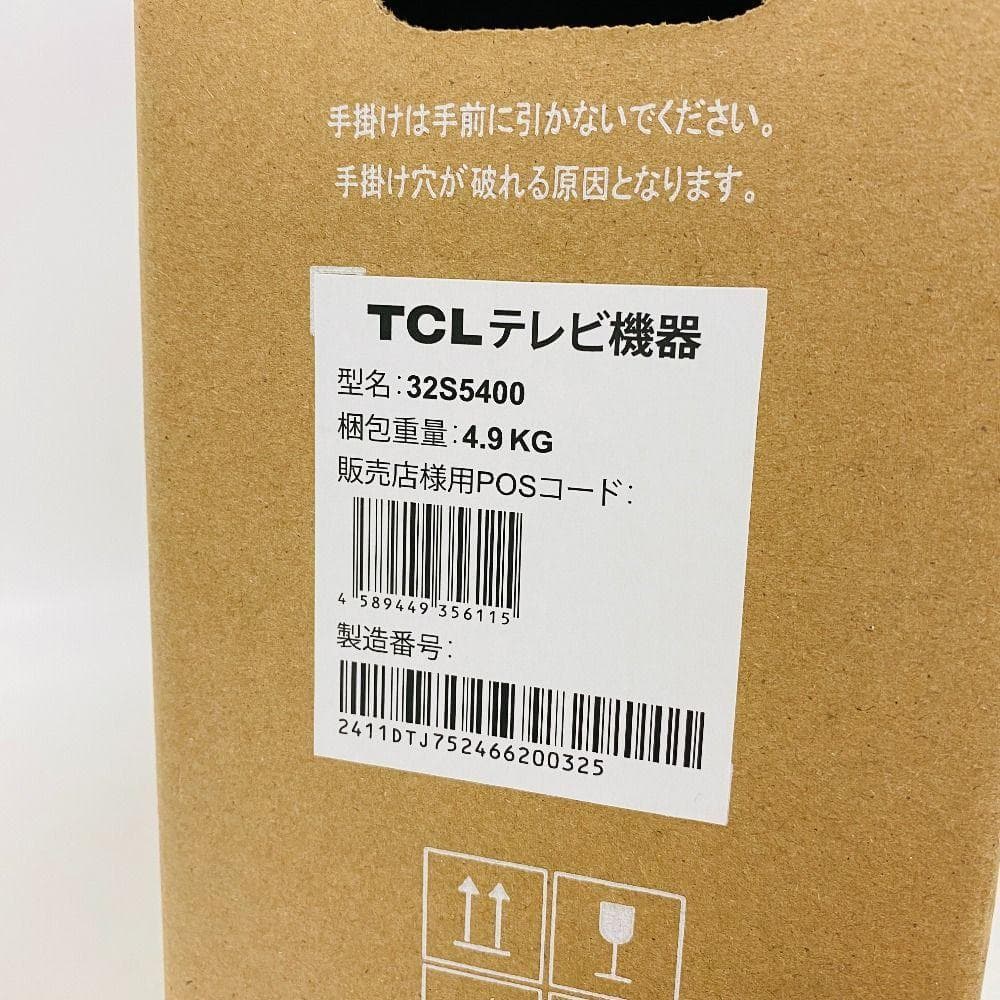 手掛けは手前に引かないでください。
手掛け穴が破れる原因となります。
TCLテレビ機器
型名:32S5400
梱包重量:4.9KG
販売店様用POSコード:
4 589449 356115
製造番号:
2411DTJ752466200325